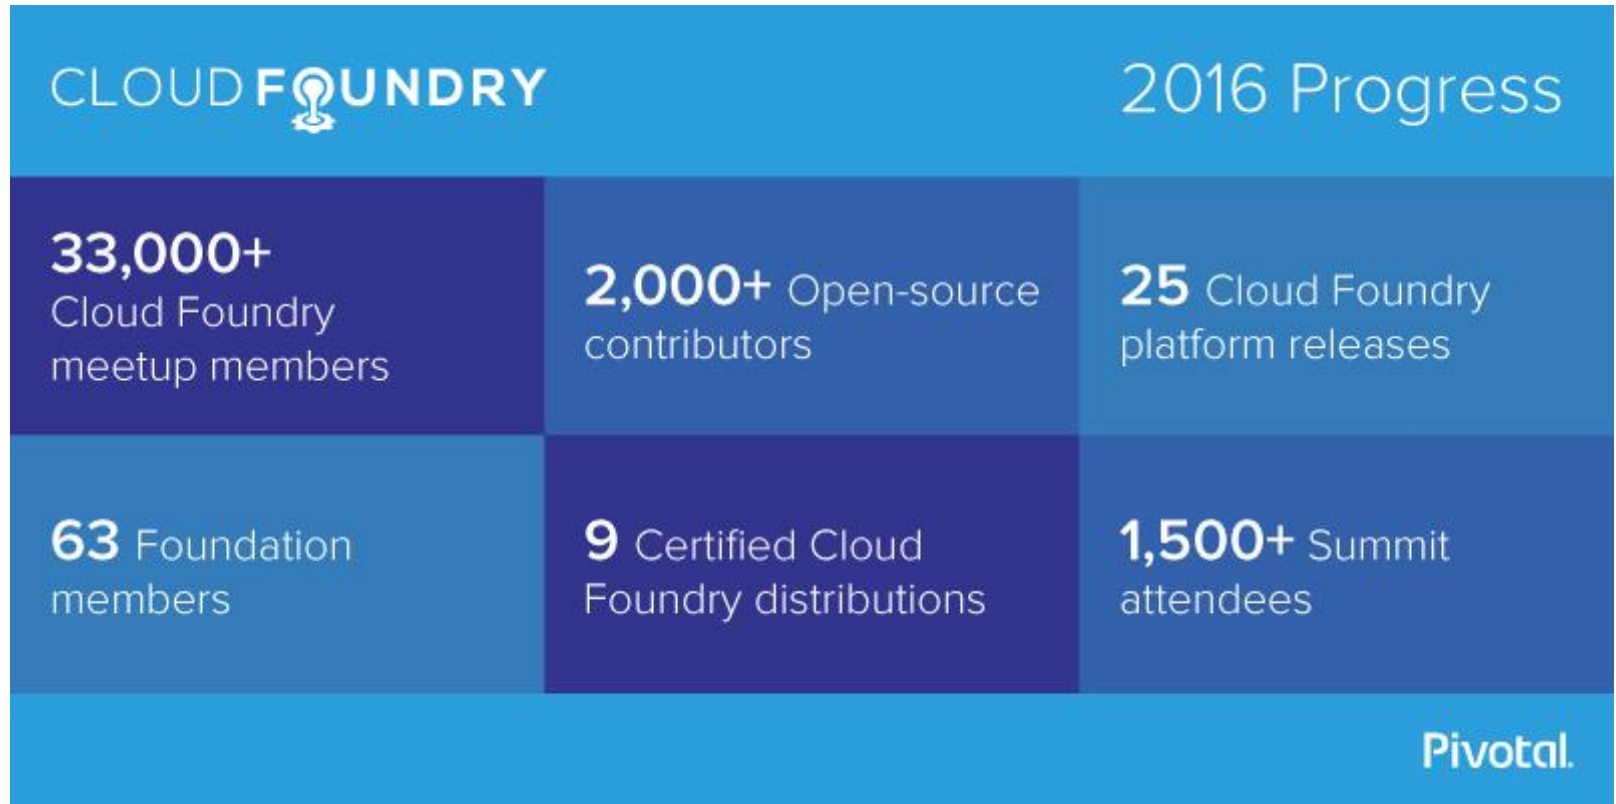 CLOUD FOUNDRY
2016 Progress
33,000+
Cloud Foundry
meetup members
2,000+ Open-source
contributors
25 Cloud Foundry
platform releases
63 Foundation
members
9 Certified Cloud
Foundry distributions
1,500+ Summit
attendees
Pivotal.